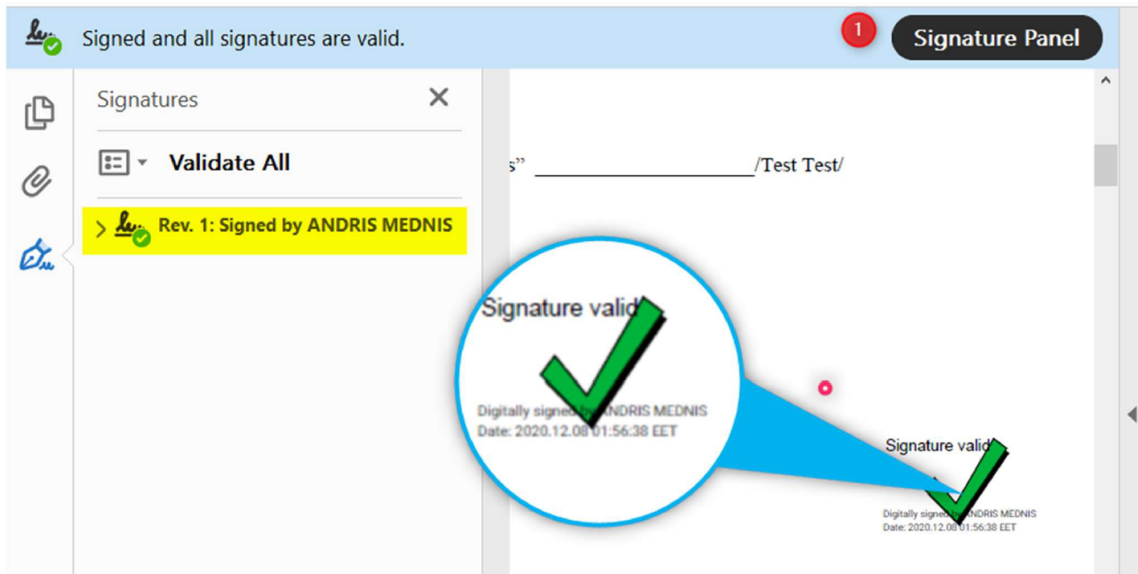 Signed and all signatures are valid.
1
Signature Panel
Signatures
Validate All
Rev. 1: Signed by ANDRIS MEDNIS
s” ______________________/Test Test/
Signature valid
Digitally signed by ANDRIS MEDNIS
Date: 2020.12.08 01:56:38 EET
Signature valid
Digitally signed by ANDRIS MEDNIS
Date: 2020.12.08 01:56:38 EET